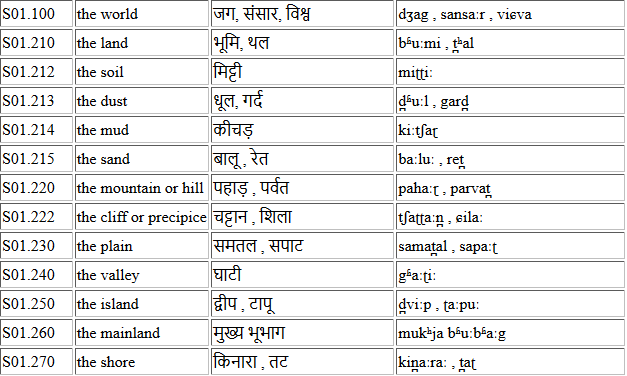 S01.100 the world जग, संसार, विश्व dʒag , sansaːr , viɕva
S01.210 the land भूमि, थल bʱuːmi , t̪ʰal
S01.212 the soil मिट्टी miʈʈiː
S01.213 the dust धूल, गर्द d̪ʱuːl , gard̪
S01.214 the mud कीचड़ kiːtʃaɽ
S01.215 the sand बालू , रेत baːluː , ret̪
S01.220 the mountain or hill पहाड़ , पर्वत pahaːɽ , parvat̪
S01.222 the cliff or precipice चट्टान , शिला tʃaʈʈaːn̪ , ɕilaː
S01.230 the plain समतल , सपाट samat̪al , sapaːʈ
S01.240 the valley घाटी gʱaːʈiː
S01.250 the island द्वीप , टापू d̪viːp , ʈaːpuː
S01.260 the mainland मुख्य भूभाग mukʰja bʱuːbʱaːg
S01.270 the shore किनारा , तट kin̪aːraː , t̪aʈ